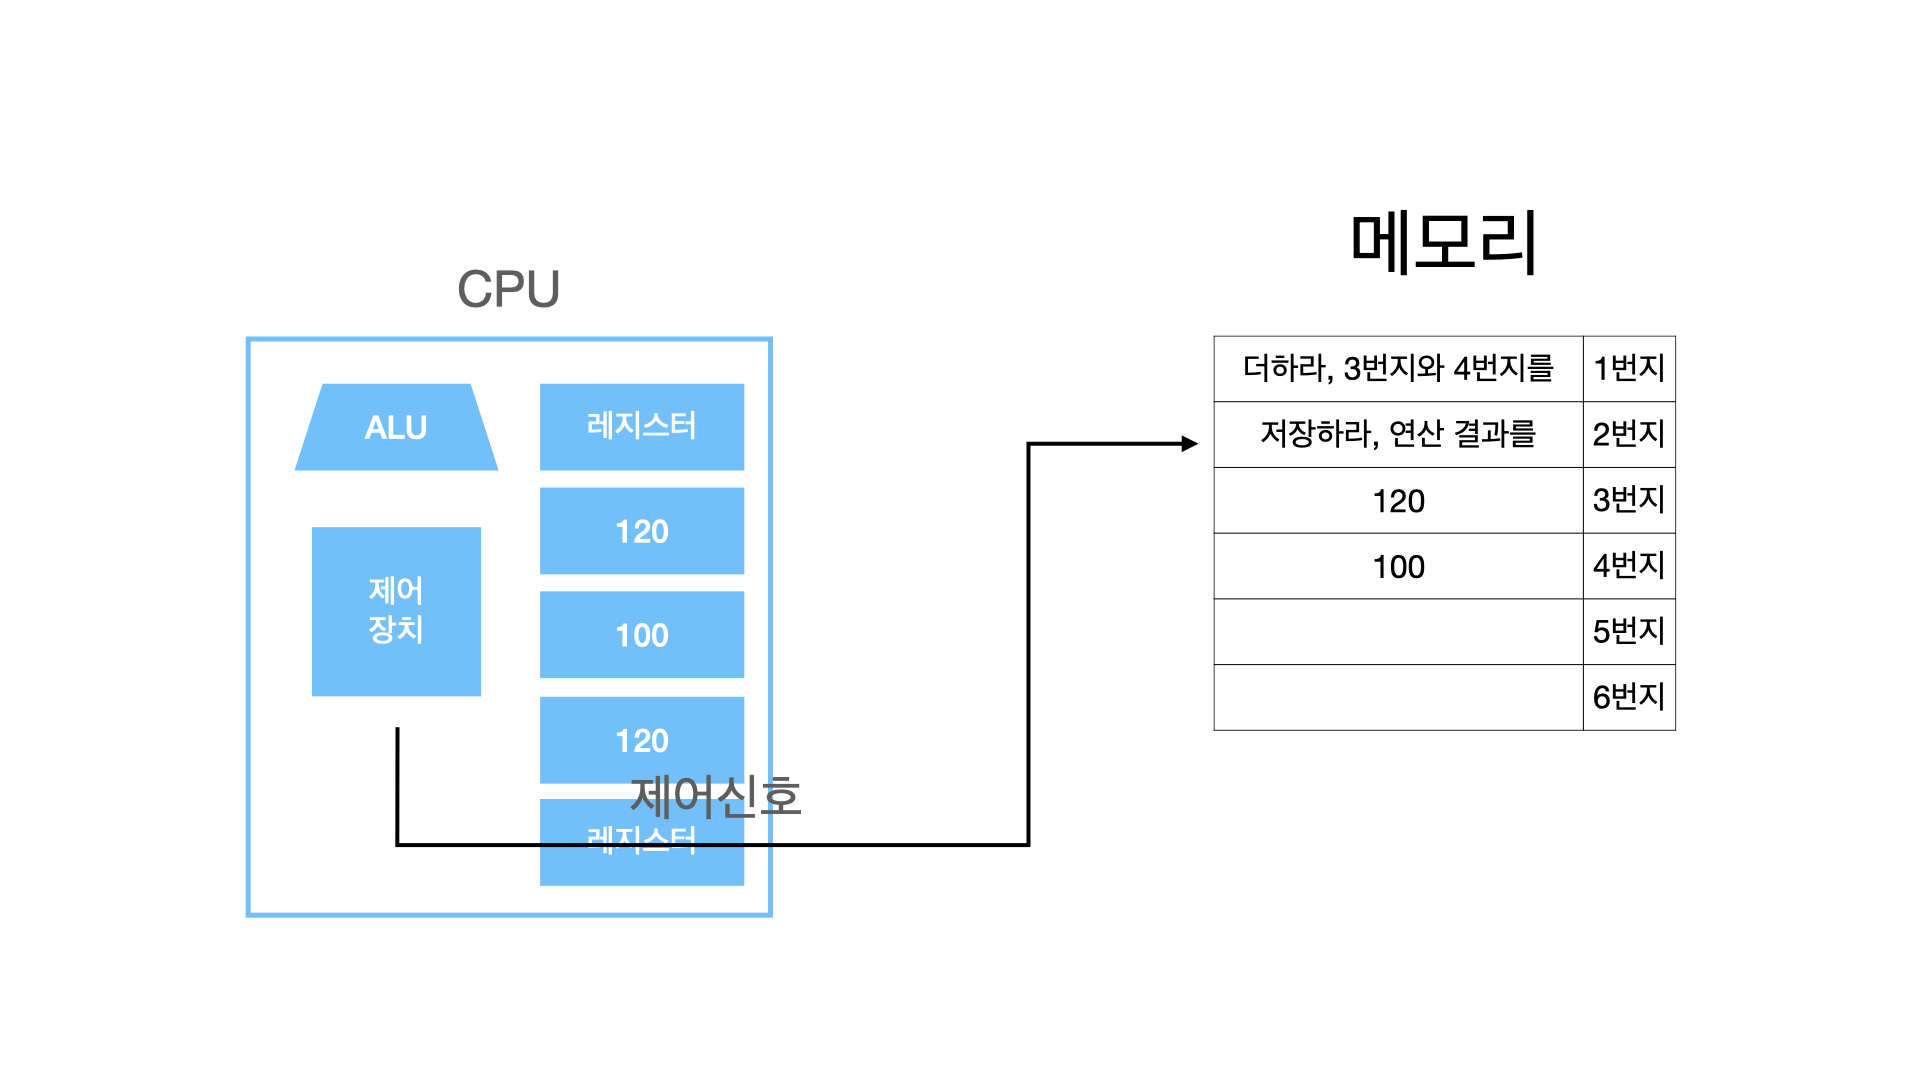 메모리
CPU
ALU
제어
장치
레지스터
120
100
120
제어신호
레지스터
더하라, 3번지와 4번지를 1번지
저장하라, 연산 결과를 2번지
120 3번지
100 4번지
5번지
6번지